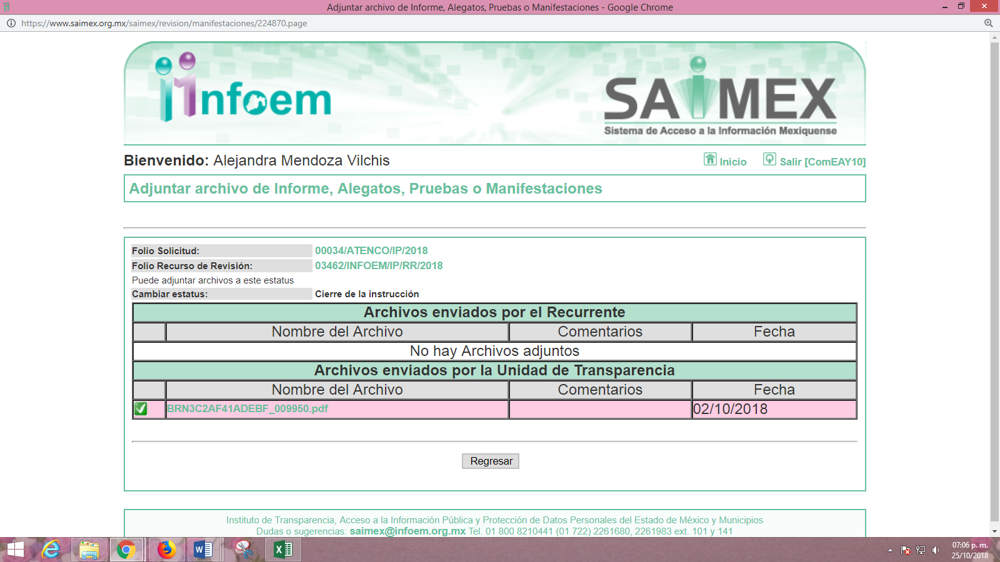 Adjuntar archivo de Informe, Alegatos, Pruebas o Manifestaciones - Google Chrome
https://www.saimex.org.mx/saimex/revision/manifestaciones/224870.page
infoem
SAIMEX
Sistema de Acceso a la Información Mexiquense
Bienvenido: Alejandra Mendoza Vilchis
Inicio
Salir [ComEAY10]
Adjuntar archivo de Informe, Alegatos, Pruebas o Manifestaciones
Folio Solicitud: 00034/ATENCO/IP/2018
Folio Recurso de Revisión: 03462/INFOEM/IP/RR/2018
Puede adjuntar archivos a este estatus
Cambiar estatus: Cierre de la instrucción
Archivos enviados por el Recurrente
Nombre del Archivo Comentarios Fecha
No hay Archivos adjuntos
Archivos enviados por la Unidad de Transparencia
Nombre del Archivo Comentarios Fecha
BRN3C2AF41ADEBF_009950.pdf 02/10/2018
Regresar
Instituto de Transparencia, Acceso a la Información Pública y Protección de Datos Personales del Estado de México y Municipios
Dudas o sugerencias: saimex@infoem.org.mx Tel. 01 800 8210441 (01 722) 2261680, 2261983 ext. 101 y 141
07:06 p. m.
25/10/2018